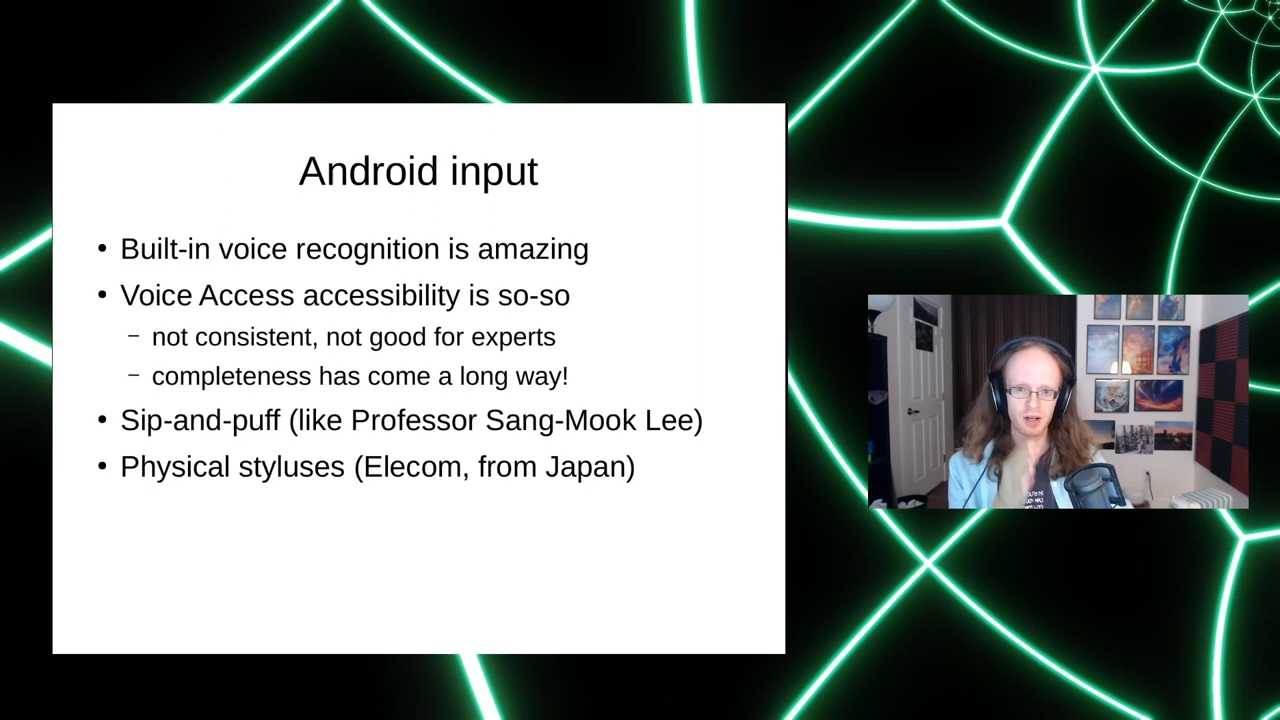 Android input
• Built-in voice recognition is amazing
• Voice Access accessibility is so-so
– not consistent, not good for experts
– completeness has come a long way!
• Sip-and-puff (like Professor Sang-Mook Lee)
• Physical styluses (Elecom, from Japan)